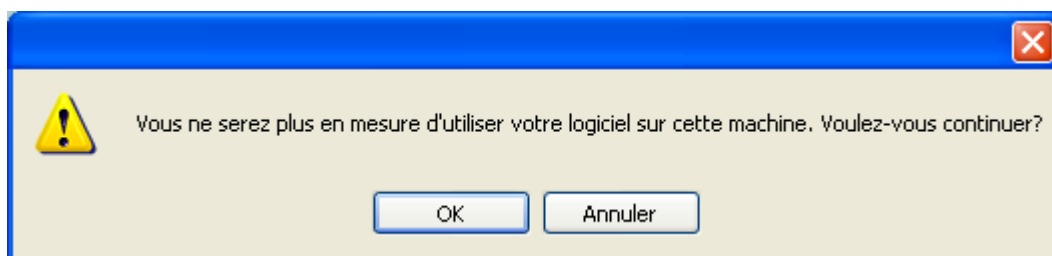 Vous ne serez plus en mesure d'utiliser votre logiciel sur cette machine. Voulez-vous continuer?
OK
Annuler